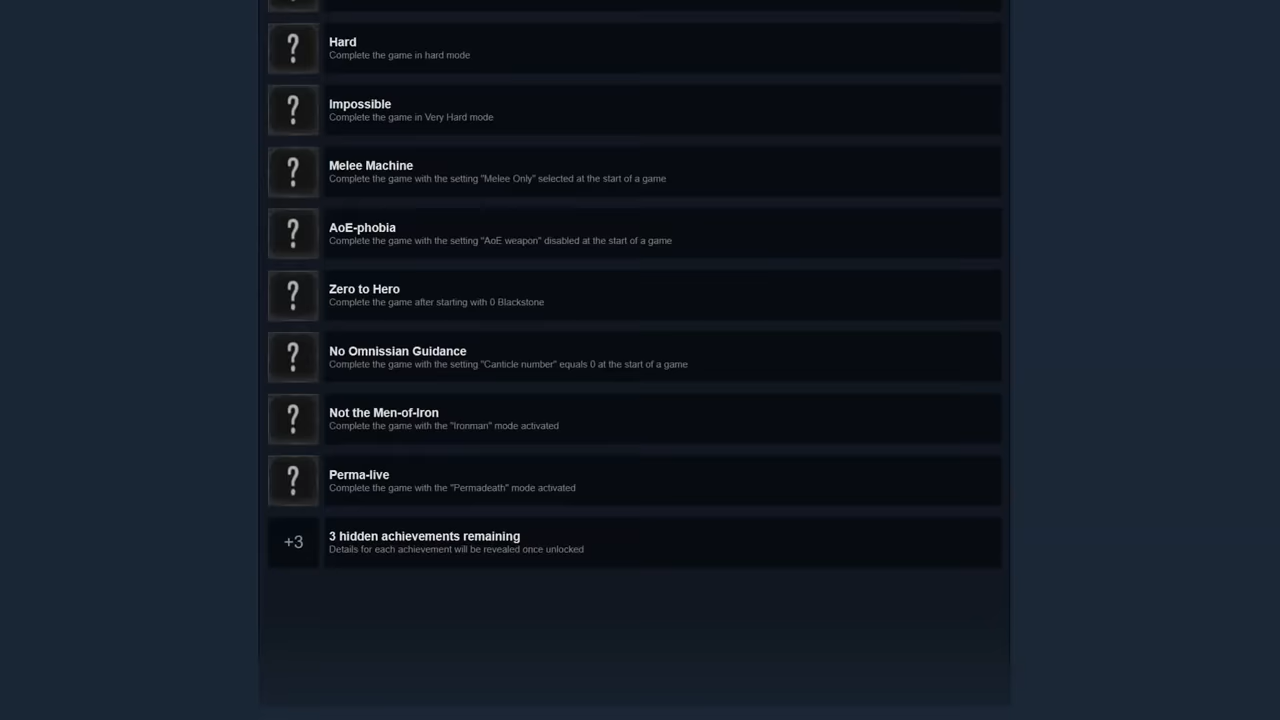 ?
Hard
Complete the game in hard mode
?
Impossible
Complete the game in Very Hard mode
?
Melee Machine
Complete the game with the setting "Melee Only" selected at the start of a game
?
AoE-phobia
Complete the game with the setting "AoE weapon" disabled at the start of a game
?
Zero to Hero
Complete the game after starting with 0 Blackstone
?
No Omnissian Guidance
Complete the game with the setting "Canticle number" equals 0 at the start of a game
?
Not the Men-of-Iron
Complete the game with the "Ironman" mode activated
?
Perma-live
Complete the game with the "Permadeath" mode activated
+3
3 hidden achievements remaining
Details for each achievement will be revealed once unlocked